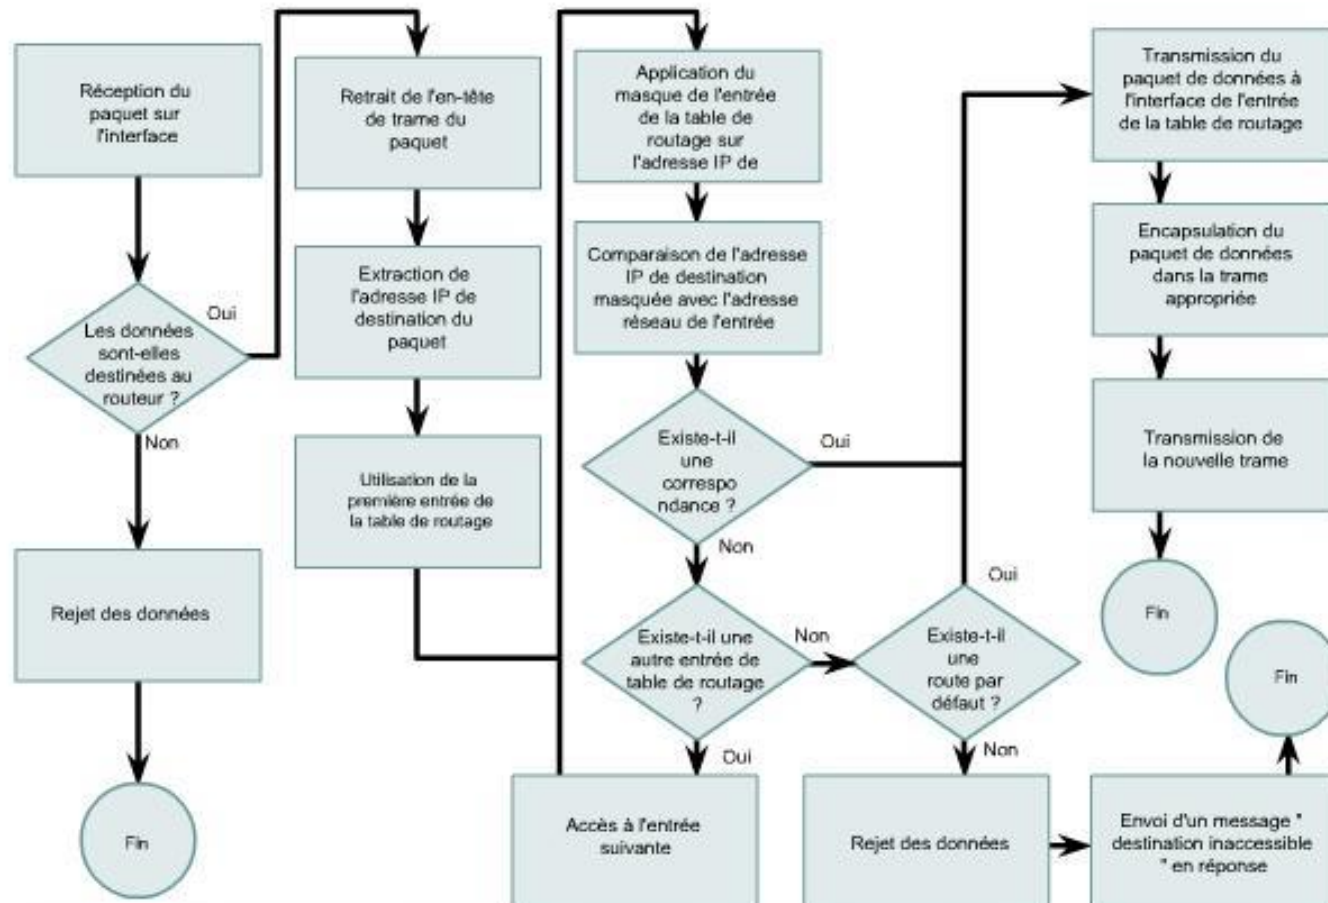 Réception du
paquet sur
l'interface
Oui
Les données
sont-elles
destinées au
routeur ?
Non
Rejet des données
Fin
Retrait de l'en-tête
de trame du
paquet
Extraction de
l'adresse IP de
destination du
paquet
Utilisation de la
première entrée de
la table de routage
Application du
masque de l'entrée
de la table de
routage sur
l'adresse IP de
Comparaison de l'adresse
IP de destination
masquée avec l'adresse
réseau de l'entrée
Existe-t-il
une
correspo
ndance ?
Oui
Non
Existe-t-il une
autre entrée de
table de routage
?
Non
Oui
Accès à l'entrée
suivante
Existe-t-il
une
route par
défaut ?
Oui
Non
Rejet des données
Envoi d'un message "
destination inaccessible
" en réponse
Fin
Transmission du
paquet de données à
l'interface de l'entrée
de la table de routage
Encapsulation du
paquet de données
dans la trame
appropriée
Transmission de
la nouvelle trame
Fin